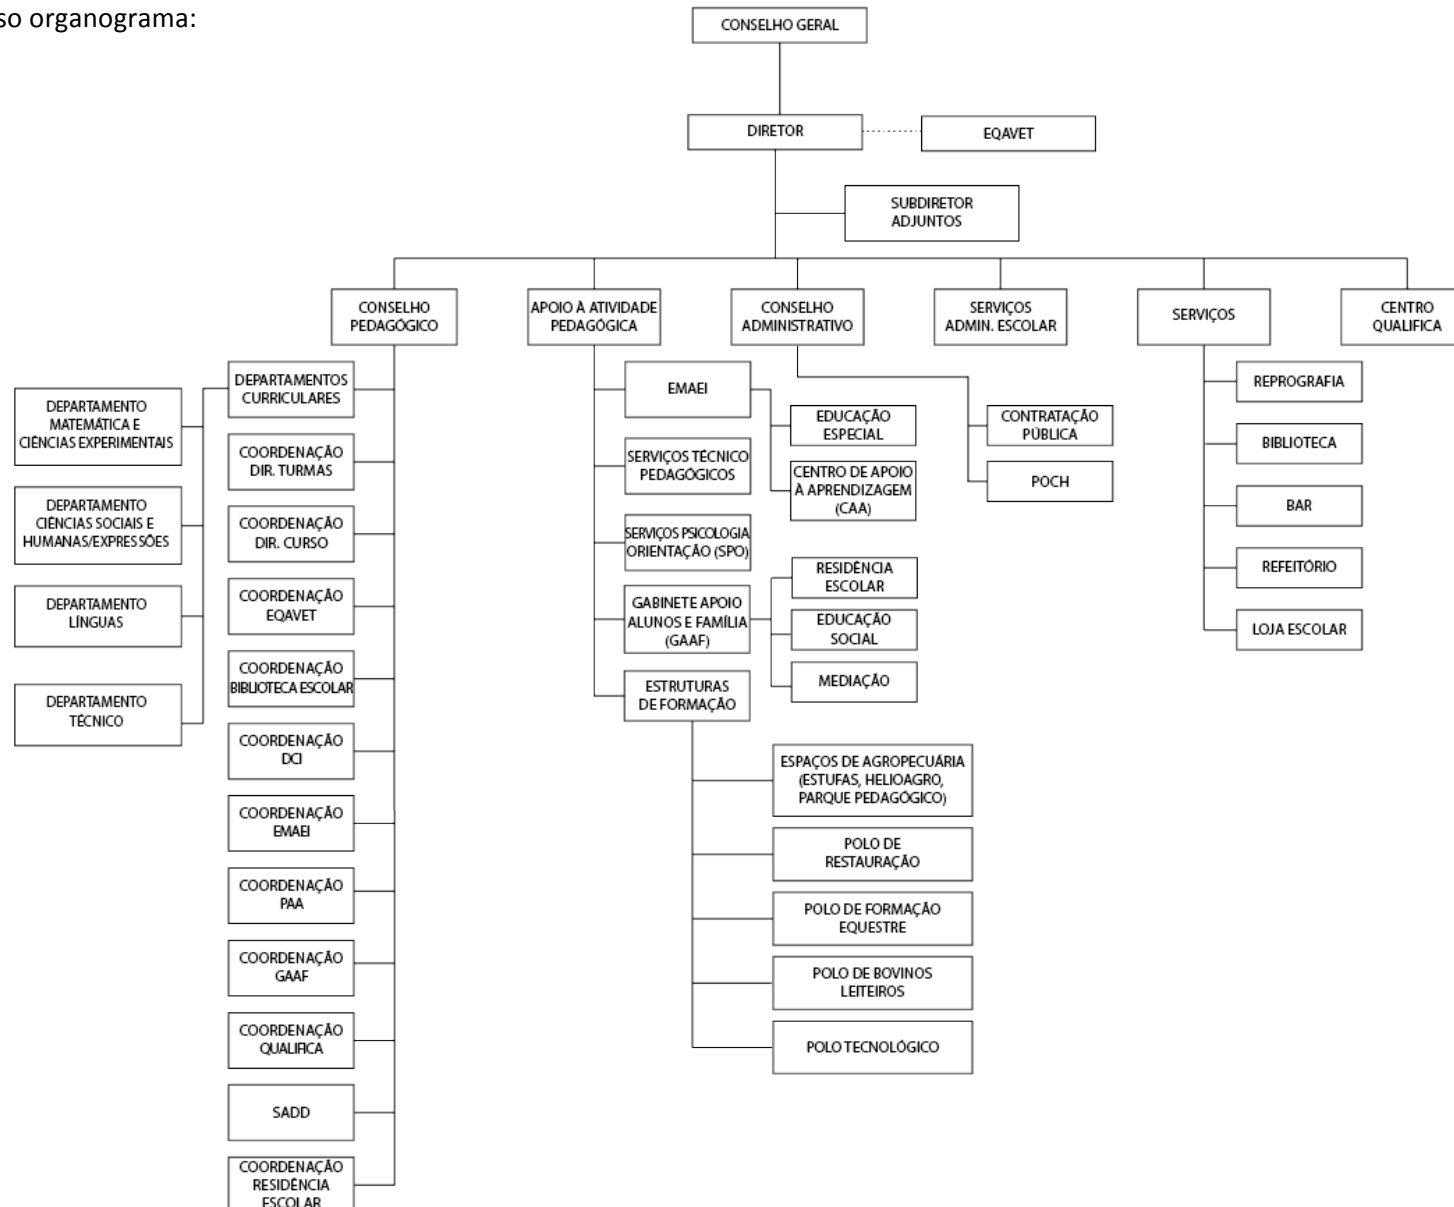 so organograma:
CONSELHO GERAL
DIRETOR
EQAVET
SUBDIRETOR
ADJUNTOS
CONSELHO
PEDAGÓGICO
APOIO À ATIVIDADE
PEDAGÓGICA
CONSELHO
ADMINISTRATIVO
SERVIÇOS
ADMIN. ESCOLAR
SERVIÇOS
CENTRO
QUALIFICA
DEPARTAMENTOS
CURRICULARES
DEPARTAMENTO
MATEMÁTICA E
CIÊNCIAS EXPERIMENTAIS
DEPARTAMENTO
CIÊNCIAS SOCIAIS E
HUMANAS/EXPRESSÕES
DEPARTAMENTO
LÍNGUAS
DEPARTAMENTO
TÉCNICO
COORDENAÇÃO
DIR. TURMAS
COORDENAÇÃO
DIR. CURSO
COORDENAÇÃO
EQAVET
COORDENAÇÃO
BIBLIOTECA ESCOLAR
COORDENAÇÃO
DCI
COORDENAÇÃO
EMAEI
COORDENAÇÃO
PAA
COORDENAÇÃO
GAAF
COORDENAÇÃO
QUALIFICA
SADD
COORDENAÇÃO
RESIDÊNCIA
ESCOLAR
EMAEI
EDUCAÇÃO
ESPECIAL
CENTRO DE APOIO
À APRENDIZAGEM
(CAA)
SERVIÇOS TÉCNICO
PEDAGÓGICOS
SERVIÇOS PSICOLOGIA
ORIENTAÇÃO (SPO)
GABINETE APOIO
ALUNOS E FAMÍLIA
(GAAF)
RESIDÊNCIA
ESCOLAR
EDUCAÇÃO
SOCIAL
MEDIAÇÃO
ESTRUTURAS
DE FORMAÇÃO
ESPAÇOS DE AGROPECUÁRIA
(ESTUFAS, HELIOAGRO,
PARQUE PEDAGÓGICO)
POLO DE
RESTAURAÇÃO
POLO DE FORMAÇÃO
EQUESTRE
POLO DE BOVINOS
LEITEIROS
POLO TECNOLÓGICO
CONTRATAÇÃO
PÚBLICA
POCH
REPROGRAFIA
BIBLIOTECA
BAR
REFEITÓRIO
LOJA ESCOLAR